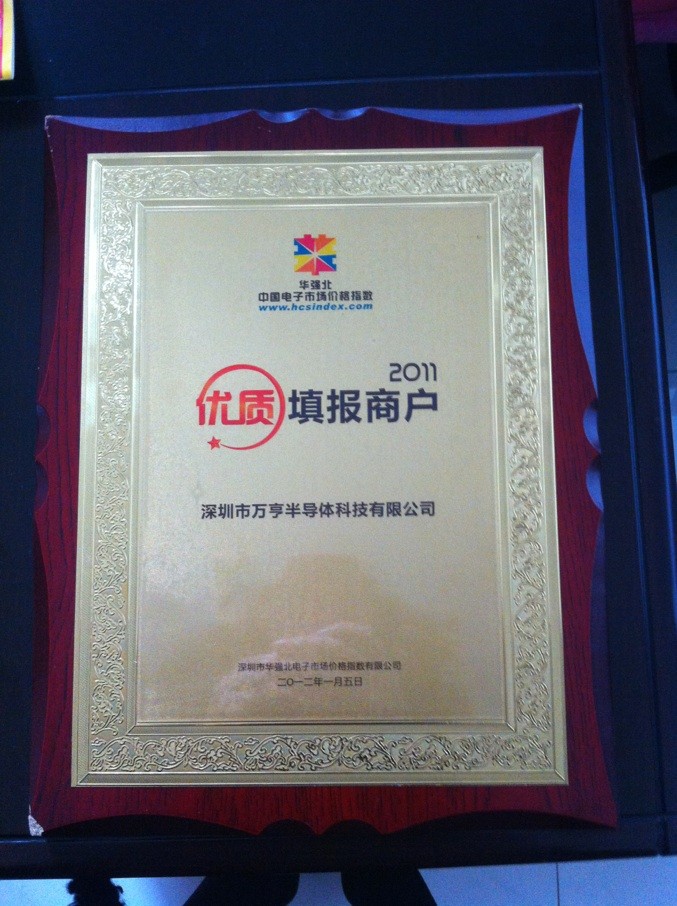 华强北
中国电子市场价格指数
www.hcsindex.com
2011
优质填报商户
深圳市万亨半导体科技有限公司
深圳市华强北电子市场价格指数有限公司
二〇一二年一月五日